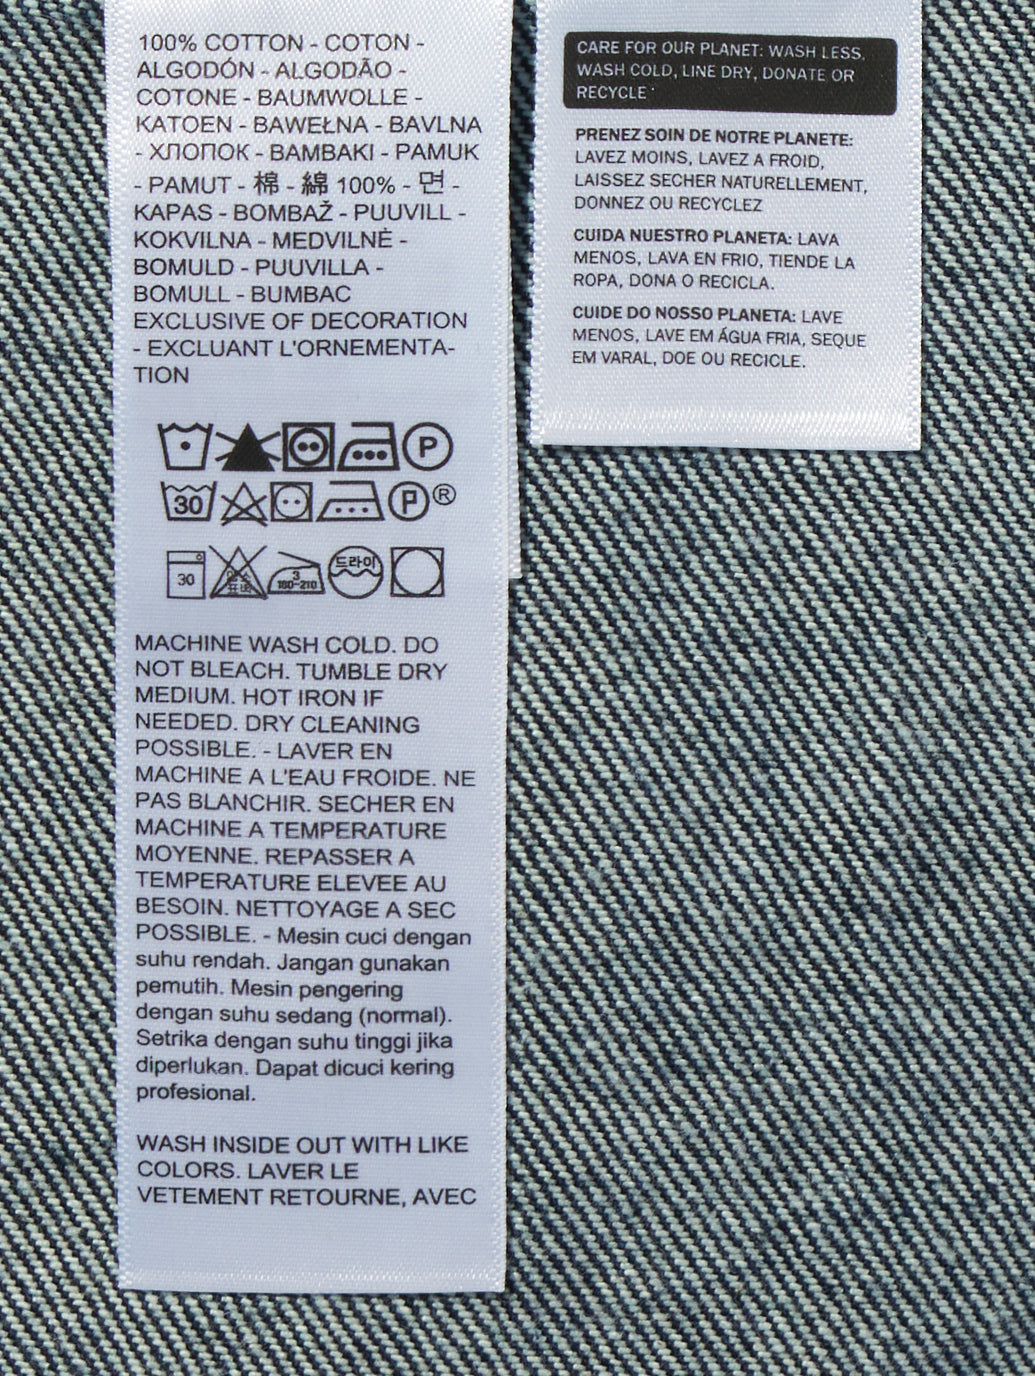 100% COTTON - COTON -
ALGODÓN - ALGODÃO -
COTONE - BAUMWOLLE -
KATOEN - BAWEŁNA - BAVLNA
- ХЛОПОК - BAMBAKI - PAMUK
- PAMUT - 棉 - 綿 100% - 면 -
KAPAS - BOMBAŽ - PUUVILL -
KOKVILNA - MEDVILNĖ -
BOMULD - PUUVILLA -
BOMULL - BUMBAC
EXCLUSIVE OF DECORATION
- EXCLUANT L'ORNEMENTA-
TION
P
30 P ®
30 3 180-210 드라이
MACHINE WASH COLD. DO
NOT BLEACH. TUMBLE DRY
MEDIUM. HOT IRON IF
NEEDED. DRY CLEANING
POSSIBLE. - LAVER EN
MACHINE A L'EAU FROIDE. NE
PAS BLANCHIR. SECHER EN
MACHINE A TEMPERATURE
MOYENNE. REPASSER A
TEMPERATURE ELEVEE AU
BESOIN. NETTOYAGE A SEC
POSSIBLE. - Mesin cuci dengan
suhu rendah. Jangan gunakan
pemutih. Mesin pengering
dengan suhu sedang (normal).
Setrika dengan suhu tinggi jika
diperlukan. Dapat dicuci kering
profesional.
WASH INSIDE OUT WITH LIKE
COLORS. LAVER LE
VETEMENT RETOURNE, AVEC
CARE FOR OUR PLANET: WASH LESS,
WASH COLD, LINE DRY, DONATE OR
RECYCLE
PRENEZ SOIN DE NOTRE PLANETE:
LAVEZ MOINS, LAVEZ A FROID,
LAISSEZ SECHER NATURELLEMENT,
DONNEZ OU RECYCLEZ
CUIDA NUESTRO PLANETA: LAVA
MENOS, LAVA EN FRIO, TIENDE LA
ROPA, DONA O RECICLA.
CUIDE DO NOSSO PLANETA: LAVE
MENOS, LAVE EM ÁGUA FRIA, SEQUE
EM VARAL, DOE OU RECICLE.